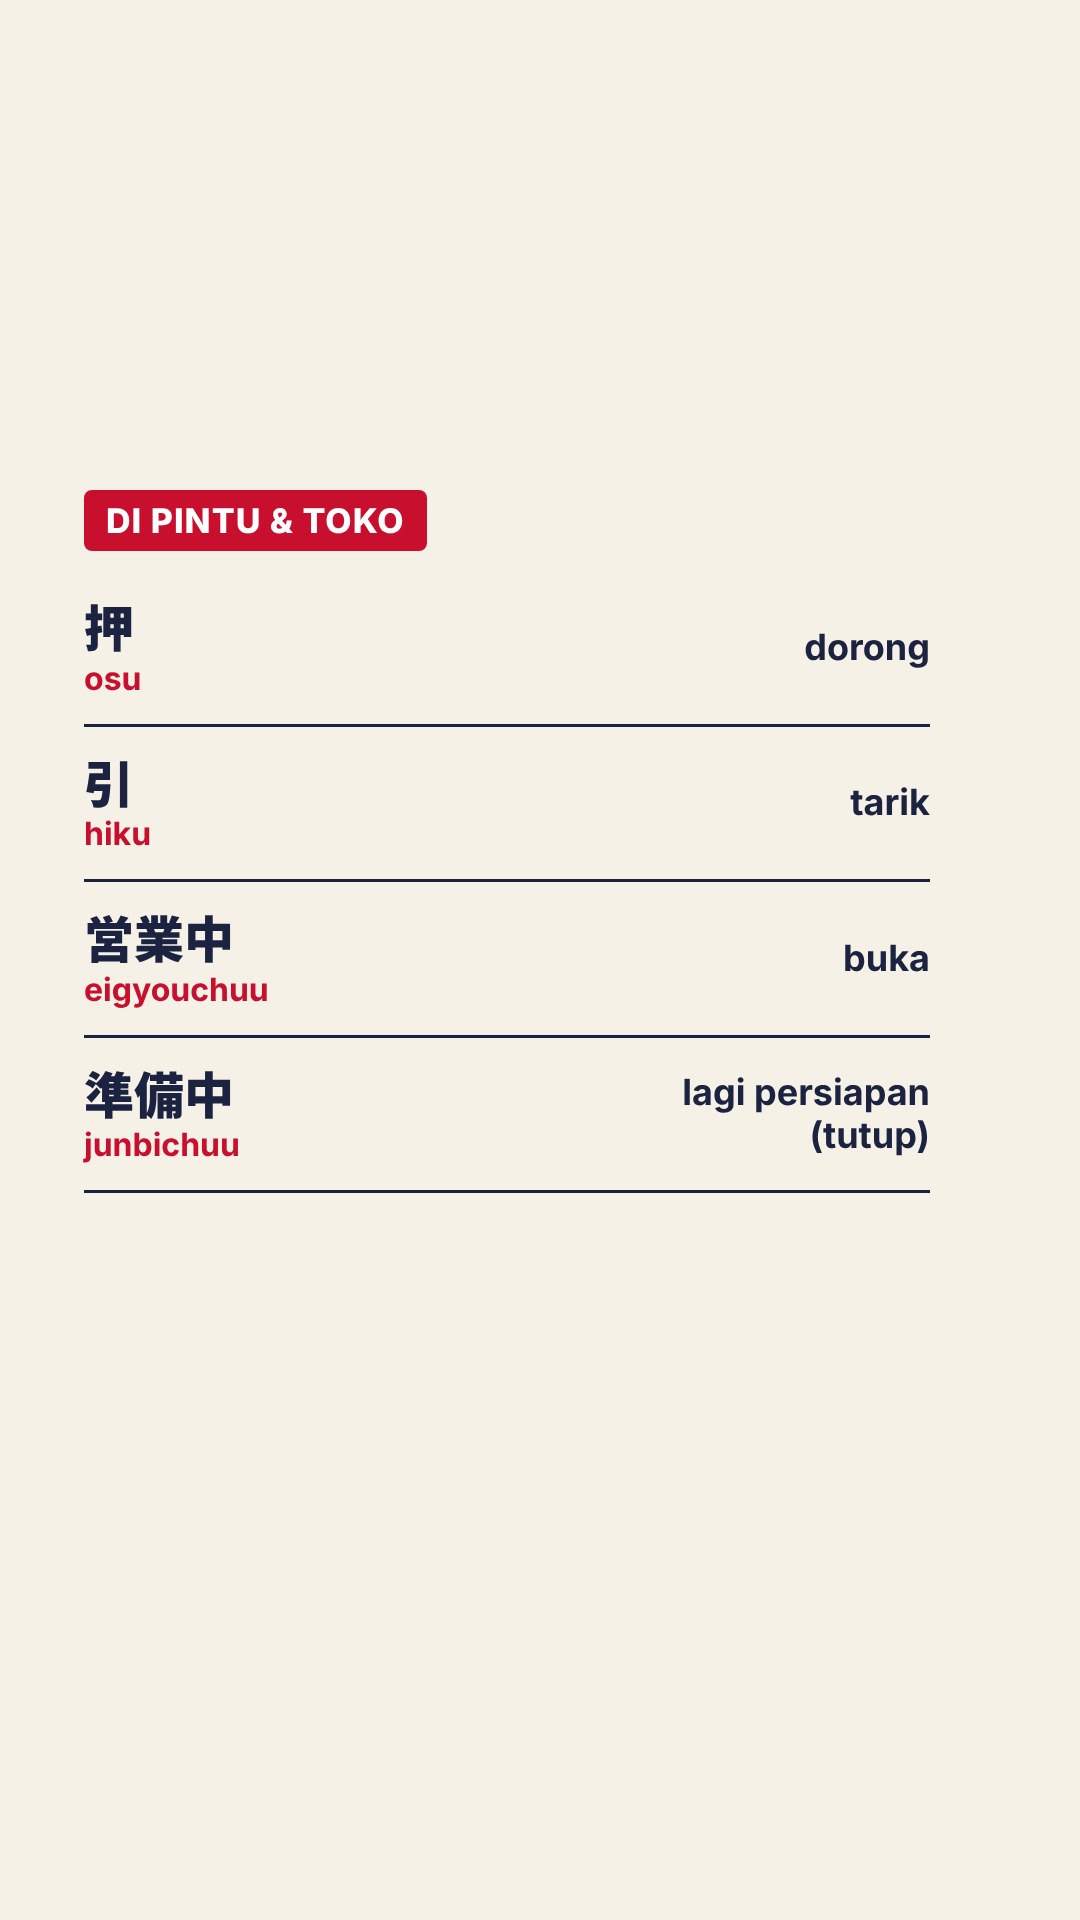 DI PINTU & TOKO
押
osu
dorong
引
hiku
tarik
営業中
eigyouchuu
buka
準備中
junbichuu
lagi persiapan
(tutup)